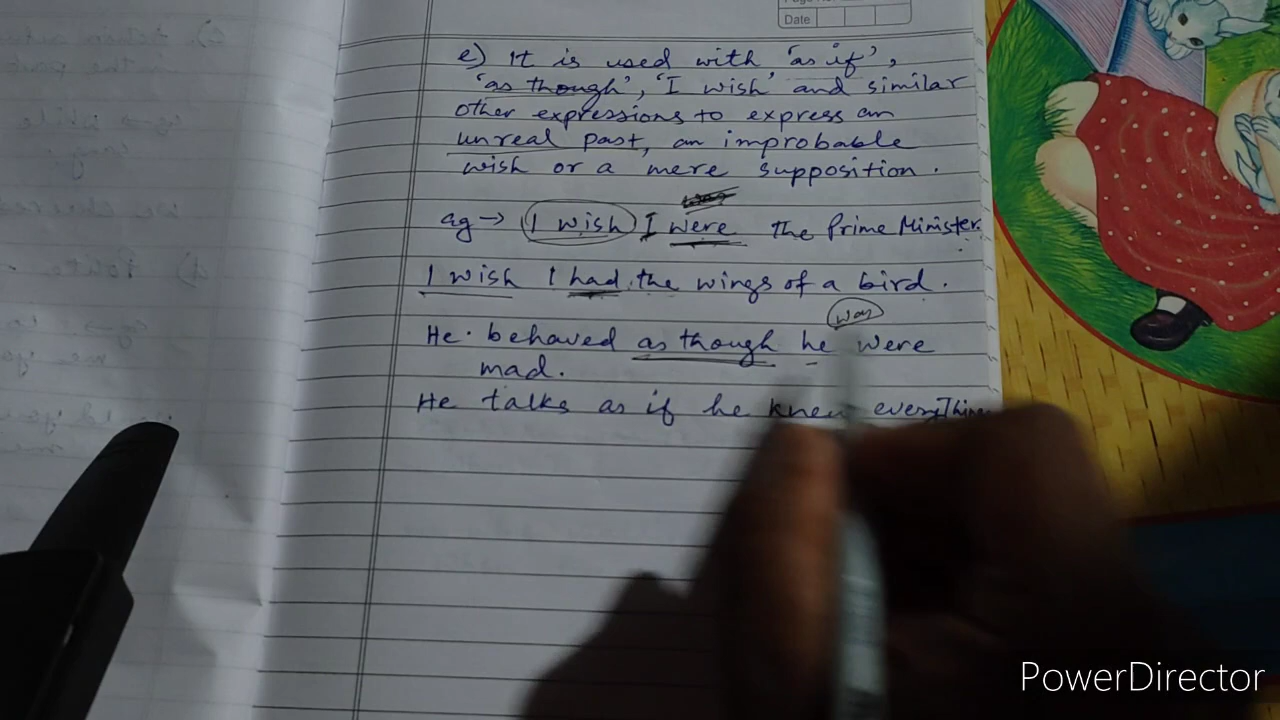 Date
e) It is used with 'as if',
'as though', 'I wish' and similar
other expressions to express an
unreal past, an improbable
wish or a mere supposition.
eg → I wish I were the Prime Minister.
I wish I had the wings of a bird.
was
He behaved as though he were
mad.
He talks as if he knew everything
PowerDirector